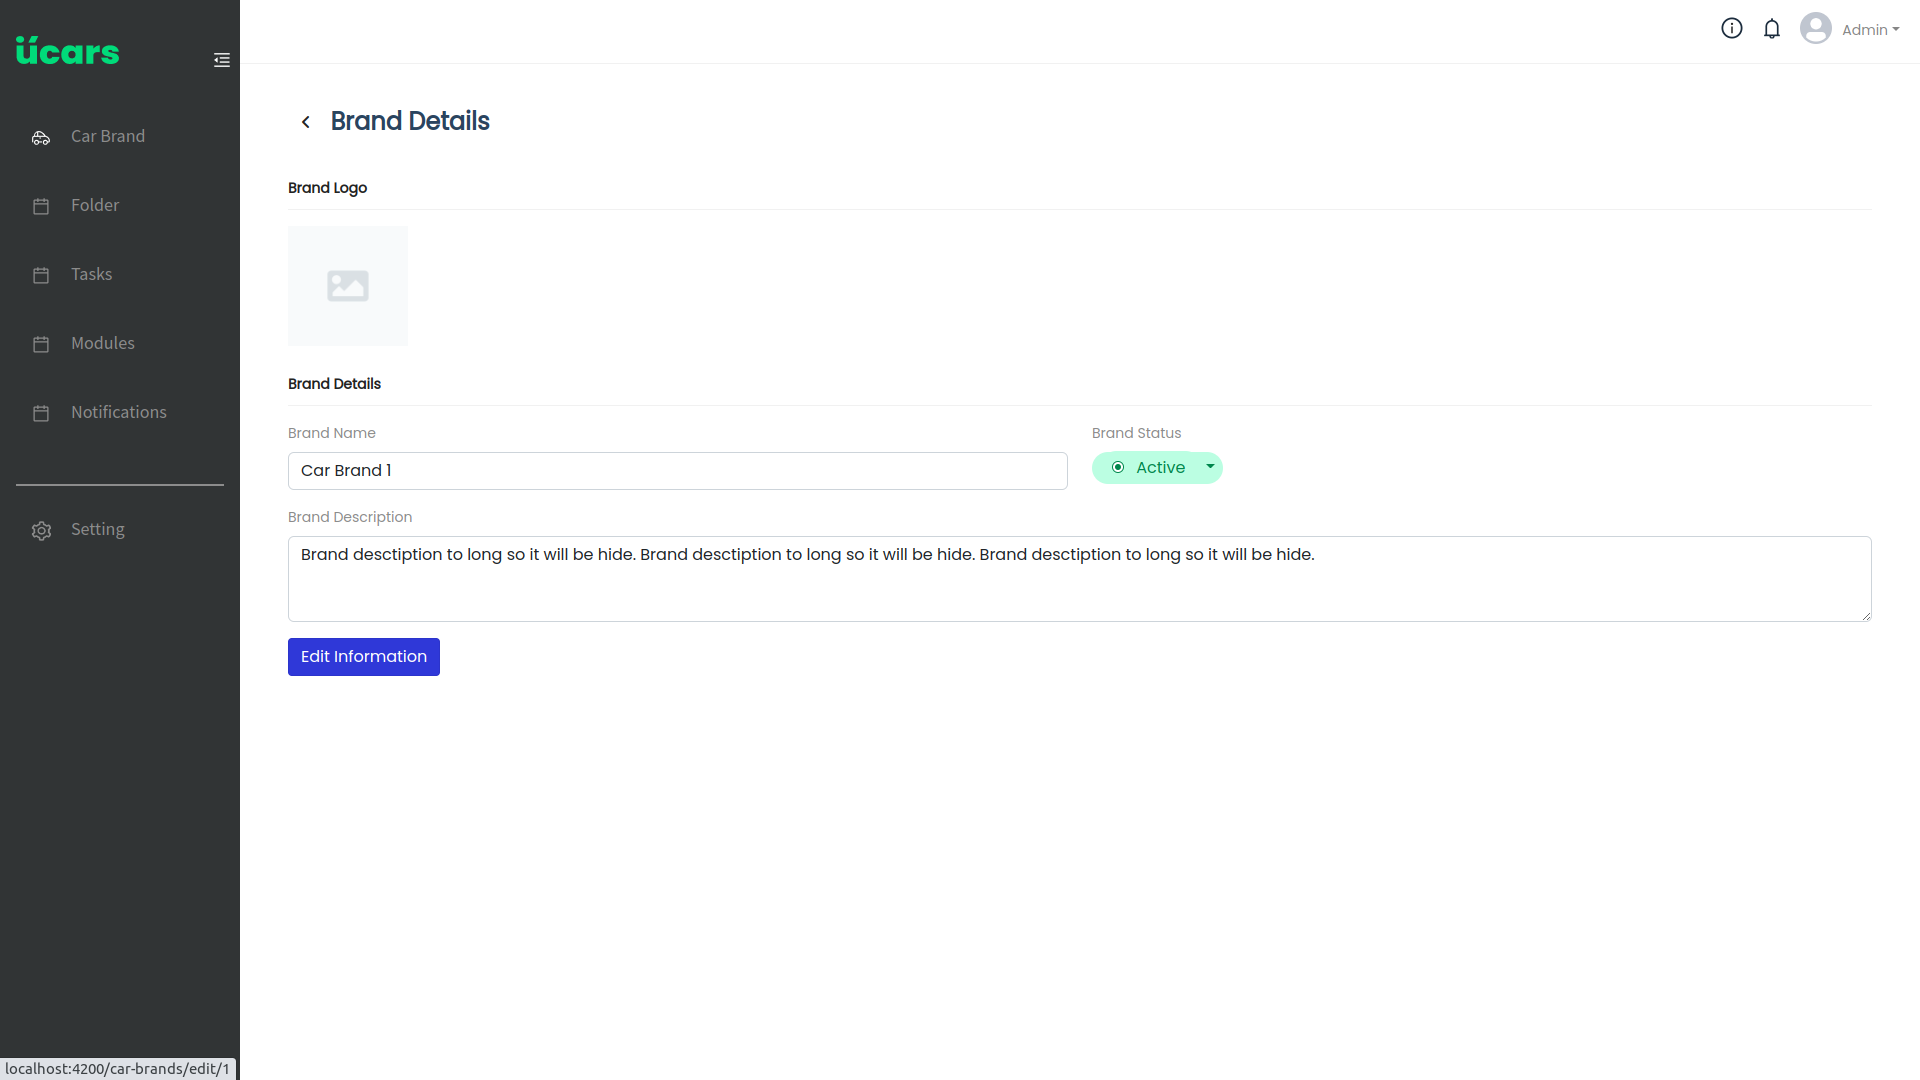 úcars
Admin
Car Brand
Folder
Tasks
Modules
Notifications
Setting
Brand Details
Brand Logo
Brand Details
Brand Name
Brand Status
Car Brand 1
Active
Brand Description
Brand desctiption to long so it will be hide. Brand desctiption to long so it will be hide. Brand desctiption to long so it will be hide.
Edit Information
localhost:4200/car-brands/edit/1